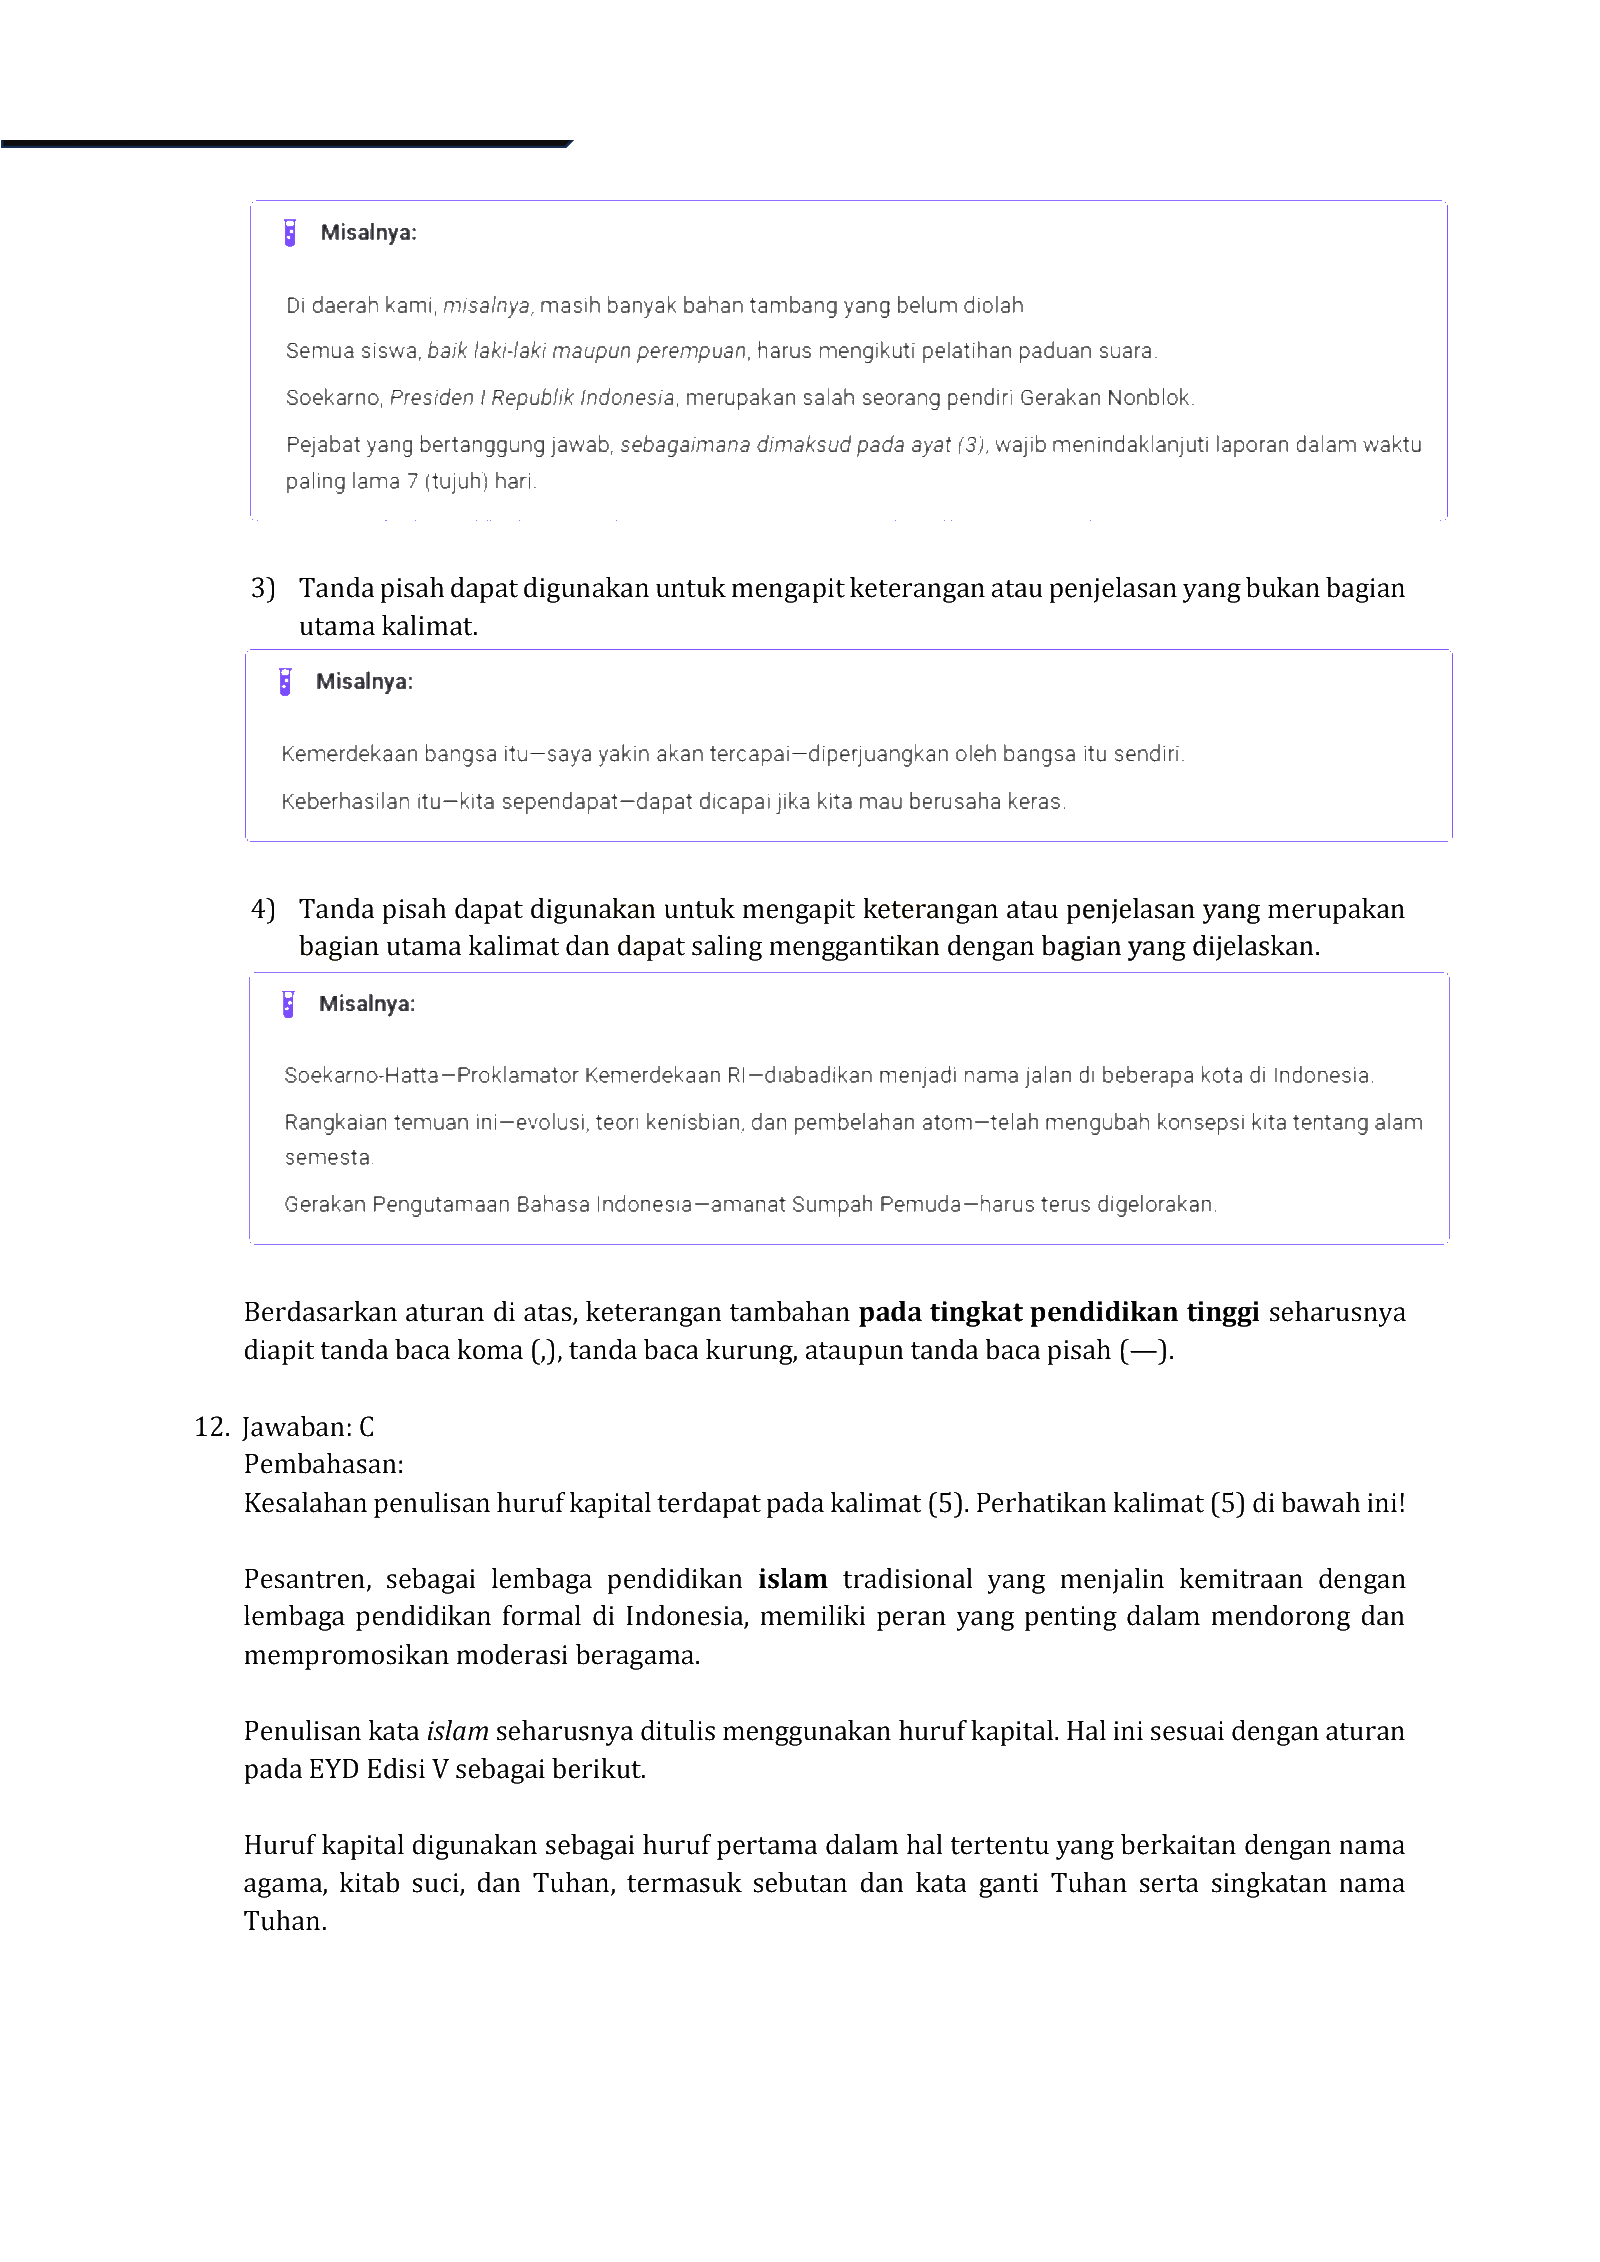 Misalnya:
Di daerah kami, misalnya, masih banyak bahan tambang yang belum diolah
Semua siswa, baik laki-laki maupun perempuan, harus mengikuti pelatihan paduan suara.
Soekarno, Presiden I Republik Indonesia, merupakan salah seorang pendiri Gerakan Nonblok.
Pejabat yang bertanggung jawab, sebagaimana dimaksud pada ayat (3), wajib menindaklanjuti laporan dalam waktu
paling lama 7 (tujuh) hari.
3) Tanda pisah dapat digunakan untuk mengapit keterangan atau penjelasan yang bukan bagian
utama kalimat.
Misalnya:
Kemerdekaan bangsa itu—saya yakin akan tercapai—diperjuangkan oleh bangsa itu sendiri.
Keberhasilan itu—kita sependapat—dapat dicapai jika kita mau berusaha keras.
4) Tanda pisah dapat digunakan untuk mengapit keterangan atau penjelasan yang merupakan
bagian utama kalimat dan dapat saling menggantikan dengan bagian yang dijelaskan.
Misalnya:
Soekarno-Hatta—Proklamator Kemerdekaan RI—diabadikan menjadi nama jalan di beberapa kota di Indonesia.
Rangkaian temuan ini—evolusi, teori kenisbian, dan pembelahan atom—telah mengubah konsepsi kita tentang alam
semesta.
Gerakan Pengutamaan Bahasa Indonesia—amanat Sumpah Pemuda—harus terus digelorakan.
Berdasarkan aturan di atas, keterangan tambahan pada tingkat pendidikan tinggi seharusnya
diapit tanda baca koma (,), tanda baca kurung, ataupun tanda baca pisah (—).
12. Jawaban: C
Pembahasan:
Kesalahan penulisan huruf kapital terdapat pada kalimat (5). Perhatikan kalimat (5) di bawah ini!
Pesantren, sebagai lembaga pendidikan islam tradisional yang menjalin kemitraan dengan
lembaga pendidikan formal di Indonesia, memiliki peran yang penting dalam mendorong dan
mempromosikan moderasi beragama.
Penulisan kata islam seharusnya ditulis menggunakan huruf kapital. Hal ini sesuai dengan aturan
pada EYD Edisi V sebagai berikut.
Huruf kapital digunakan sebagai huruf pertama dalam hal tertentu yang berkaitan dengan nama
agama, kitab suci, dan Tuhan, termasuk sebutan dan kata ganti Tuhan serta singkatan nama
Tuhan.